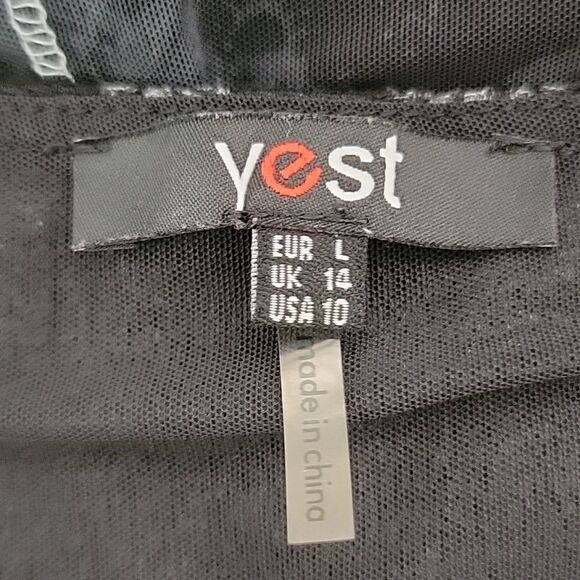 yest
EUR L
UK 14
USA 10
made in china